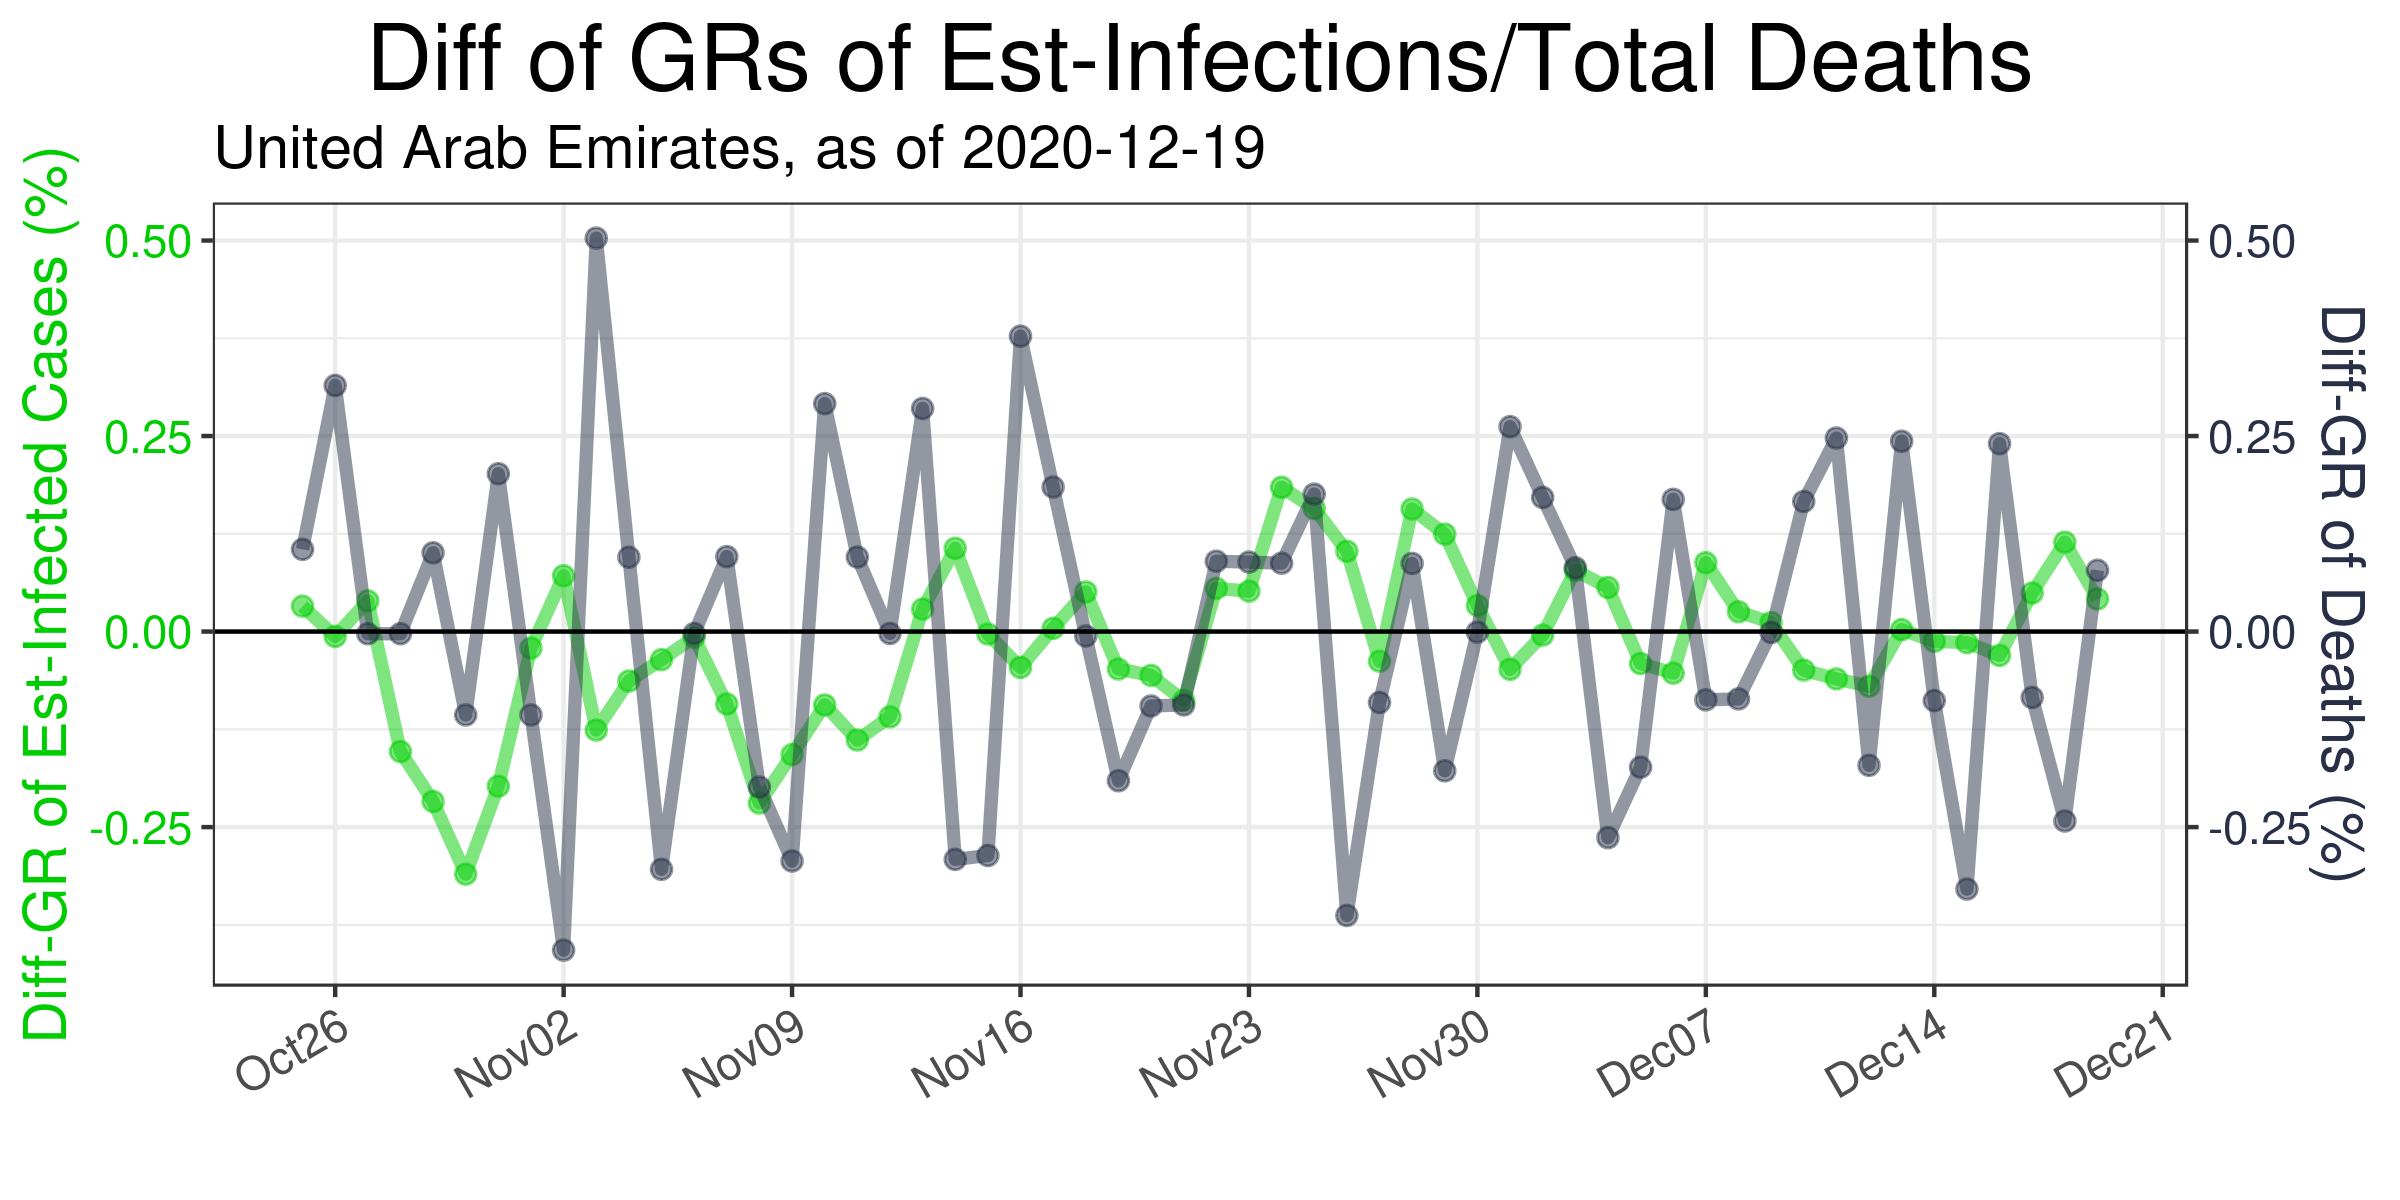 Diff of GRs of Est-Infections/Total Deaths
United Arab Emirates, as of 2020-12-19
Diff-GR of Est-Infected Cases (%)
0.50
0.25
0.00
-0.25
0.50
0.25
0.00
-0.25
Diff-GR of Deaths (%)
Oct26
Nov02
Nov09
Nov16
Nov23
Nov30
Dec07
Dec14
Dec21